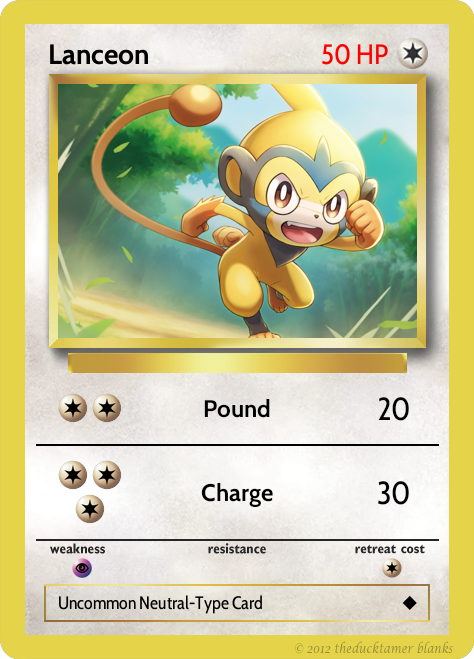 Lanceon 50 HP
Pound 20
Charge 30
weakness resistance retreat cost
Uncommon Neutral-Type Card
© 2012 theducktamer blanks